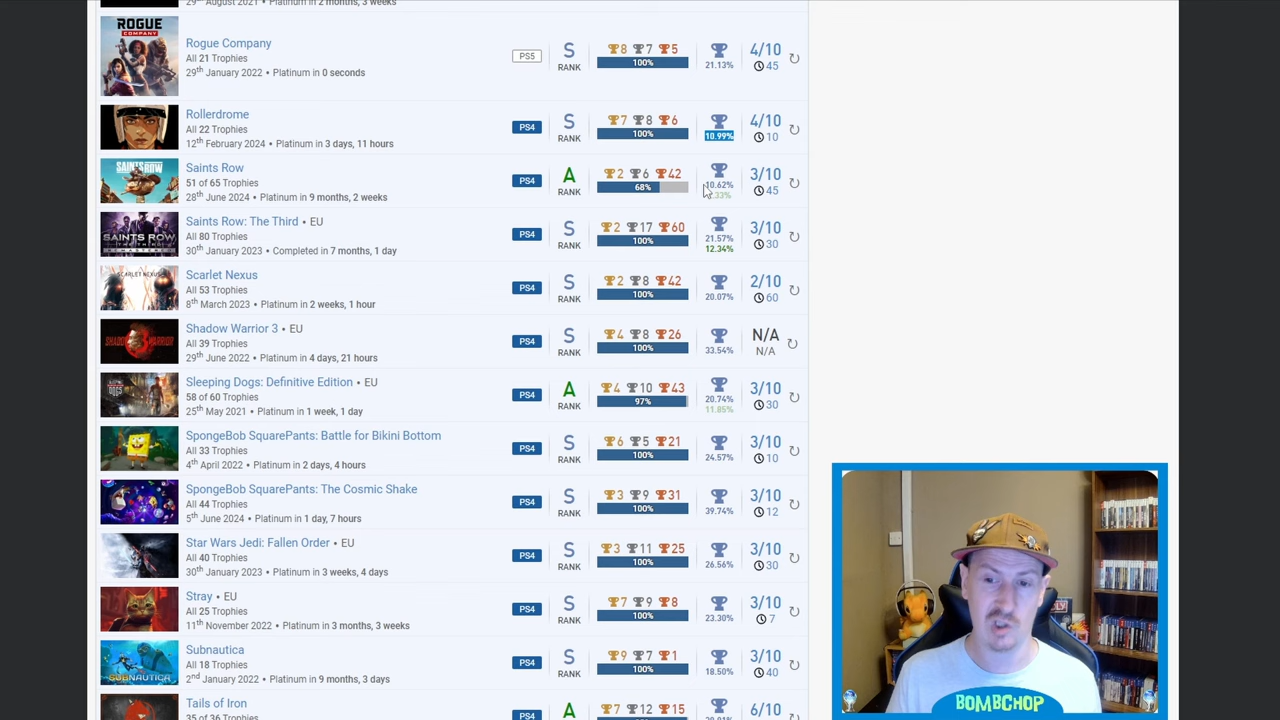 29th August 2021 • Platinum in 2 months, 3 weeks
ROGUE
COMPANY
Rogue Company
All 21 Trophies
29th January 2022 • Platinum in 0 seconds
PS5
S
RANK
8 7 5
100%
21.13%
4/10
45
Rollerdrome
All 22 Trophies
12th February 2024 • Platinum in 3 days, 11 hours
PS4
S
RANK
7 8 6
100%
10.99%
4/10
10
SAINTS ROW
Saints Row
51 of 65 Trophies
28th June 2024 • Platinum in 9 months, 2 weeks
PS4
A
RANK
2 6 42
68%
10.62%
.33%
3/10
45
SAINTS ROW
Saints Row: The Third • EU
All 80 Trophies
30th January 2023 • Completed in 7 months, 1 day
PS4
S
RANK
2 17 60
100%
21.57%
12.34%
3/10
30
SCARLET NEXUS
Scarlet Nexus
All 53 Trophies
8th March 2023 • Platinum in 2 weeks, 1 hour
PS4
S
RANK
2 8 42
100%
20.07%
2/10
60
SHADOW WARRIOR
Shadow Warrior 3 • EU
All 39 Trophies
29th June 2022 • Platinum in 4 days, 21 hours
PS4
S
RANK
4 8 26
100%
33.54%
N/A
N/A
Sleeping Dogs: Definitive Edition • EU
58 of 60 Trophies
25th May 2021 • Platinum in 1 week, 1 day
PS4
A
RANK
4 10 43
97%
20.74%
11.85%
3/10
30
SpongeBob SquarePants: Battle for Bikini Bottom
All 33 Trophies
4th April 2022 • Platinum in 2 days, 4 hours
PS4
S
RANK
6 5 21
100%
24.57%
3/10
10
SpongeBob SquarePants: The Cosmic Shake
All 44 Trophies
5th June 2024 • Platinum in 1 day, 7 hours
PS4
S
RANK
3 9 31
100%
39.74%
3/10
12
Star Wars Jedi: Fallen Order • EU
All 40 Trophies
30th January 2023 • Platinum in 3 weeks, 4 days
PS4
S
RANK
3 11 25
100%
26.56%
3/10
30
Stray • EU
All 25 Trophies
11th November 2022 • Platinum in 3 months, 3 weeks
PS4
S
RANK
7 9 8
100%
23.30%
3/10
7
SUBNAUTICA
Subnautica
All 18 Trophies
2nd January 2022 • Platinum in 9 months, 3 days
PS4
S
RANK
9 7 1
100%
18.50%
3/10
40
Tails of Iron
35 of 36 Trophies
PS4
A
7 12 15
6/10
BOMBCHOP